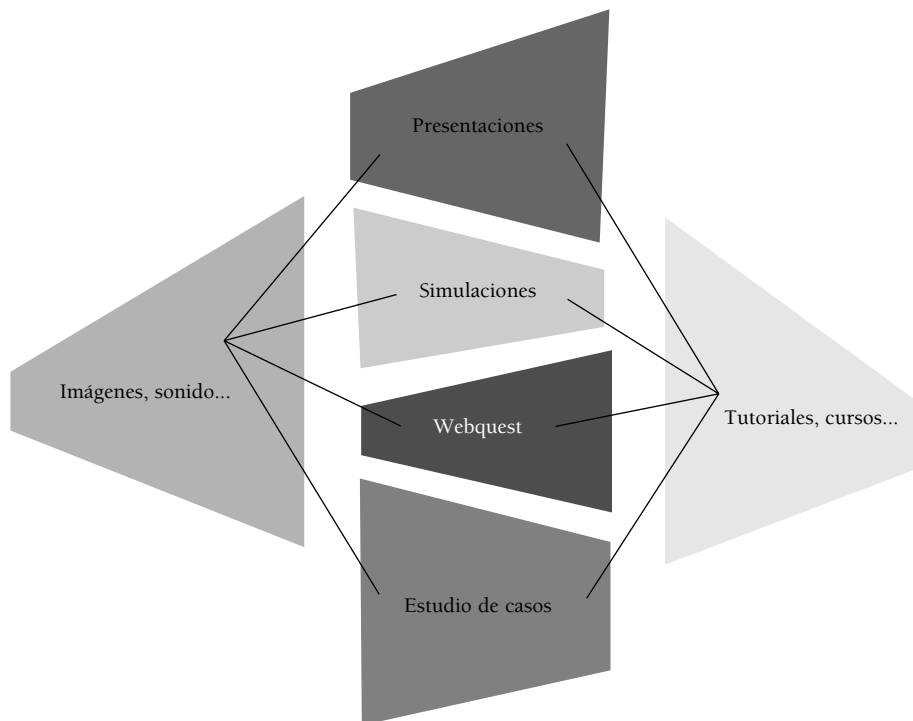 Presentaciones
Simulaciones
Imágenes, sonido...
Webquest
Tutoriales, cursos...
Estudio de casos